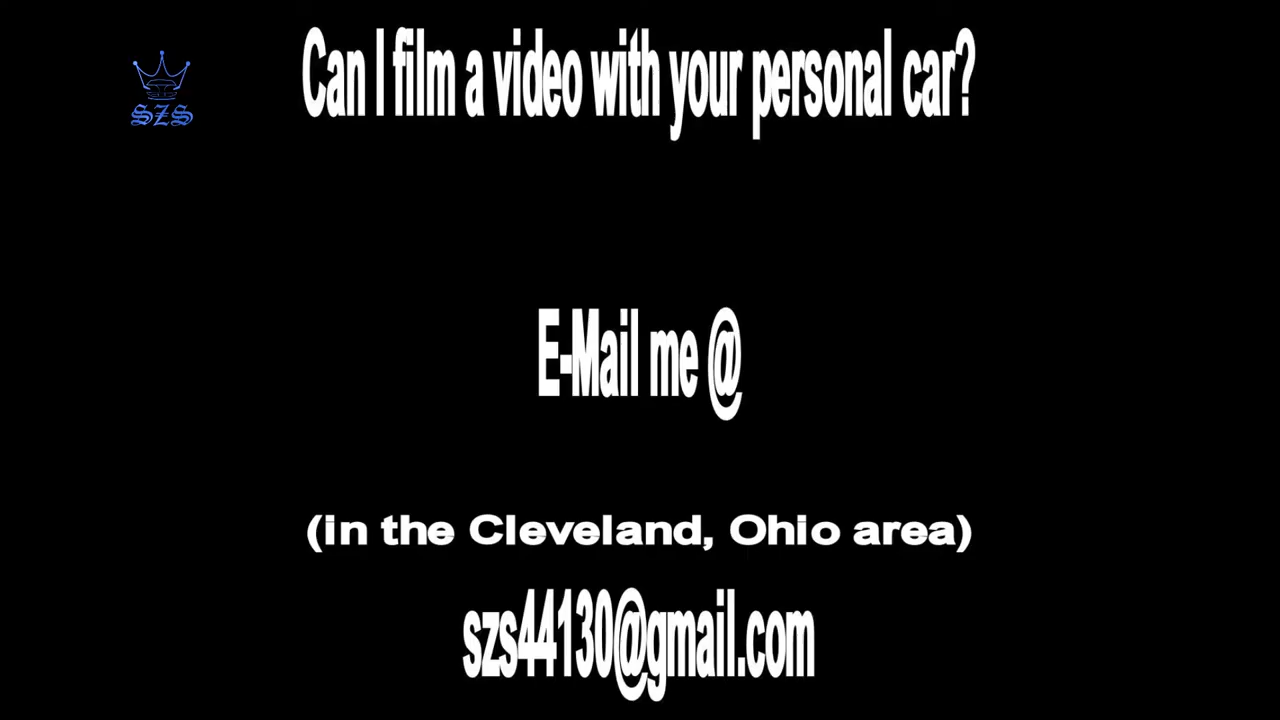 Can I film a video with your personal car?
SZS
E-Mail me @
(in the Cleveland, Ohio area)
szs44130@gmail.com